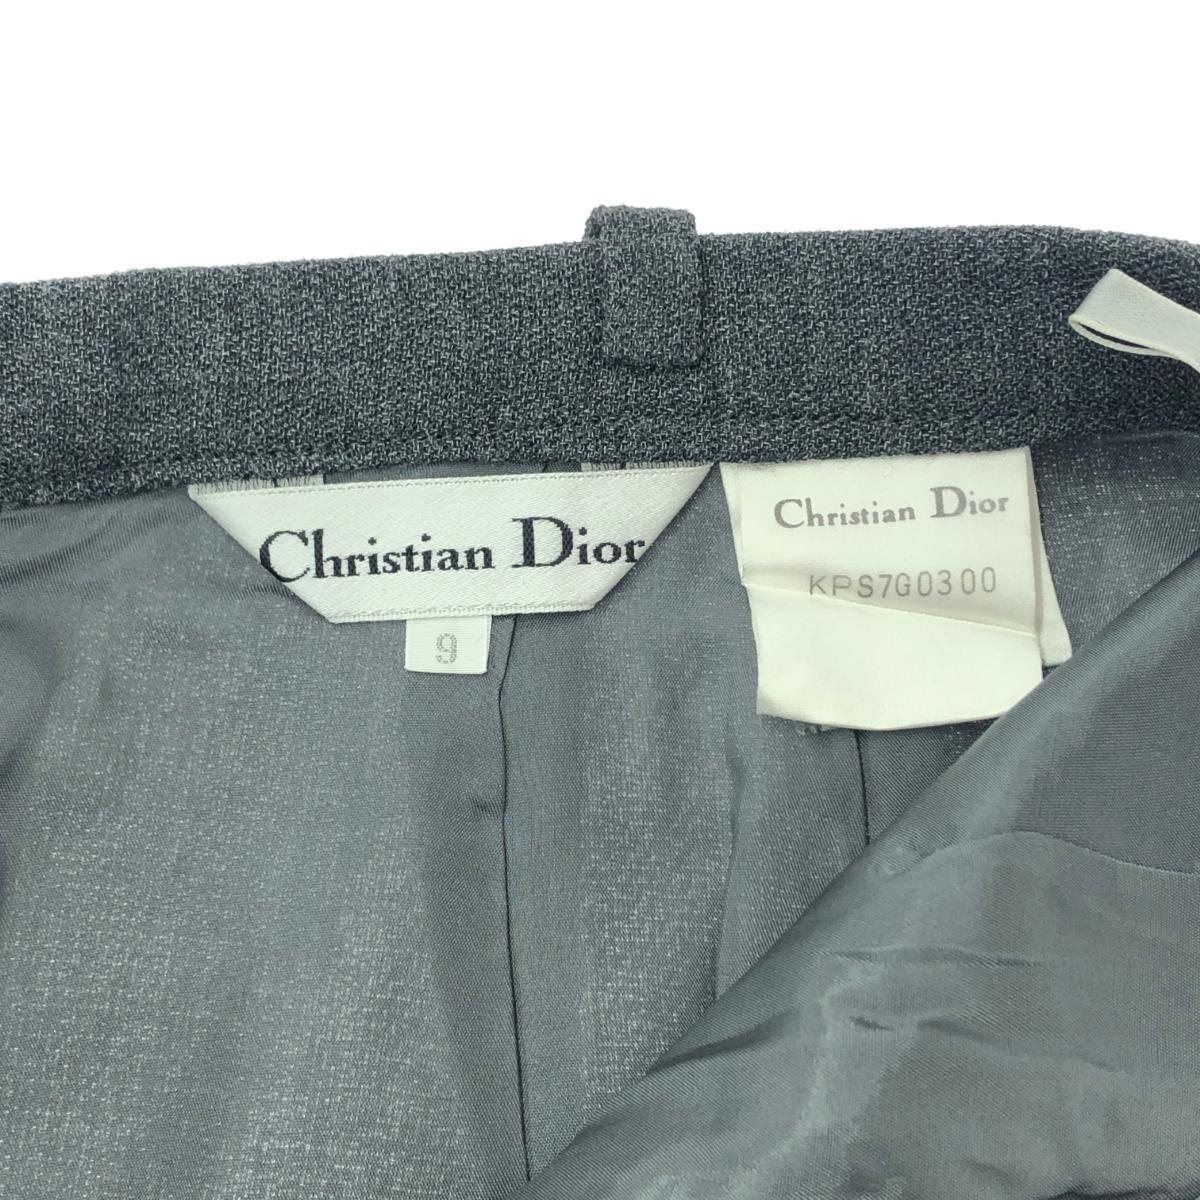 Christian Dior
9
Christian Dior
KPS7G0300